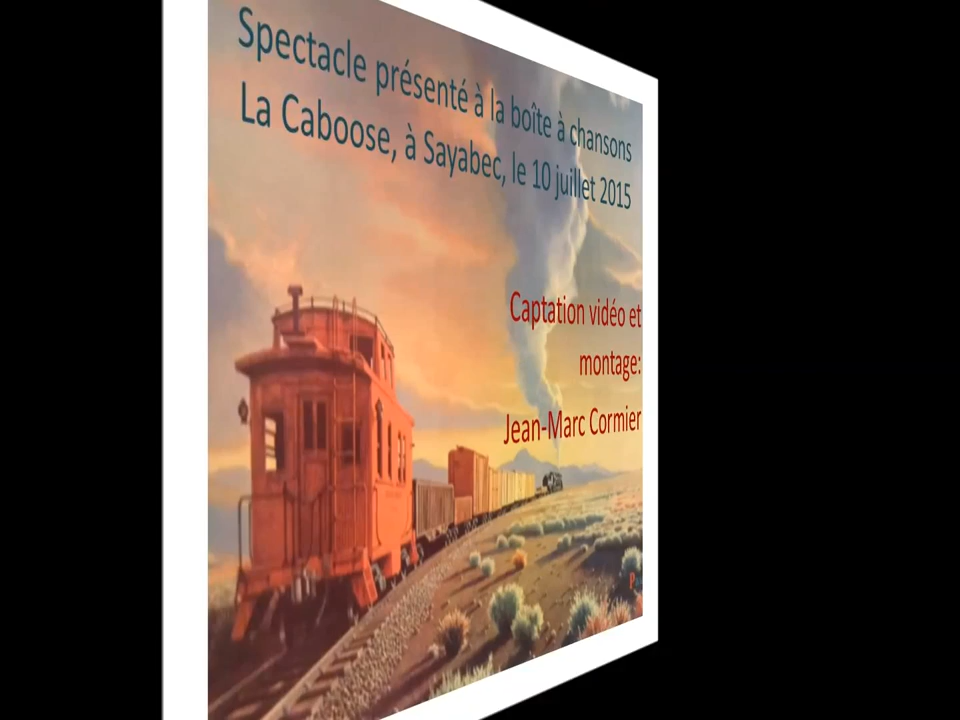 Spectacle présenté à la boîte à chansons
La Caboose, à Sayabec, le 10 juillet 2015
Captation vidéo et
montage:
Jean-Marc Cormier
P